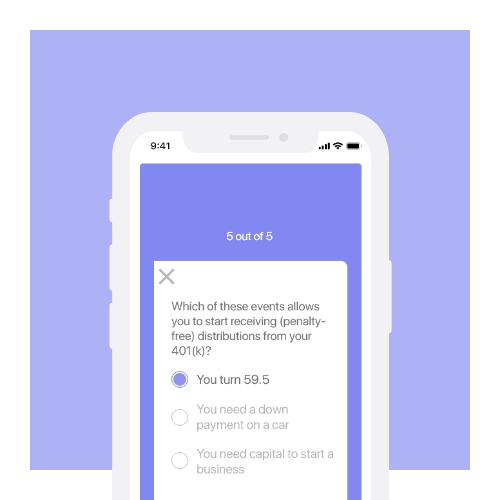 9:41
5 out of 5
Which of these events allows
you to start receiving (penalty-
free) distributions from your
401(k)?
You turn 59.5
You need a down
payment on a car
You need capital to start a
business